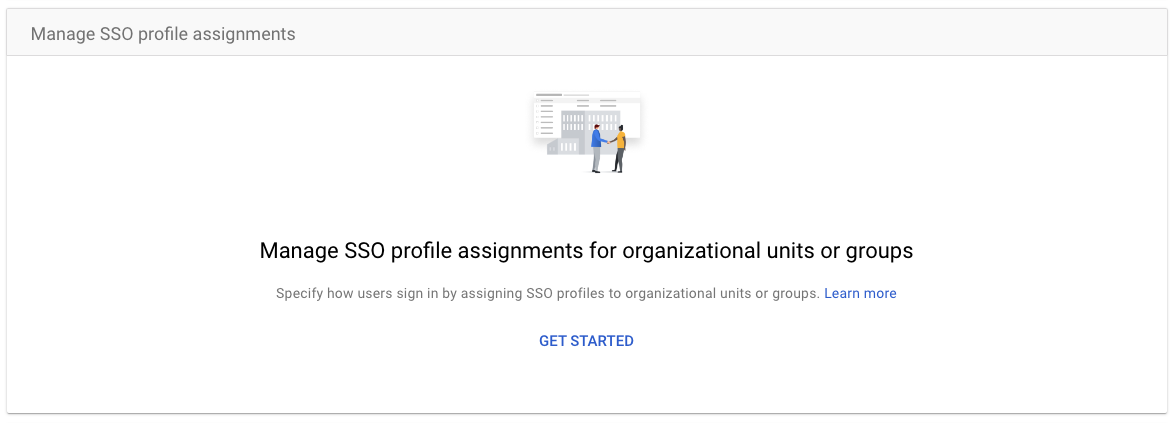 Manage SSO profile assignments
Manage SSO profile assignments for organizational units or groups
Specify how users sign in by assigning SSO profiles to organizational units or groups. Learn more
GET STARTED